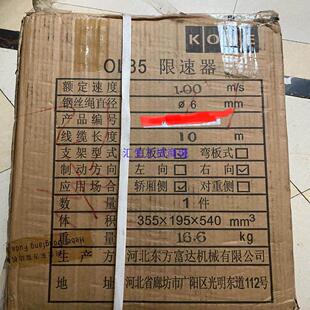 KONE
OL35 限速器
额定速度 1.00 m/s
钢丝绳直径 ø6 mm
产品编号
线缆长度 10 m
支架型式 直板式 弯板式□
制动方向 左向□ 右向☑
应用场合 轿厢侧☑ 对重侧□
数量 1 件
体积 355×195×540 mm³
重量 16.6 kg
生产方 河北东方富达机械有限公司
地址 河北省廊坊市广阳区光明东道112号